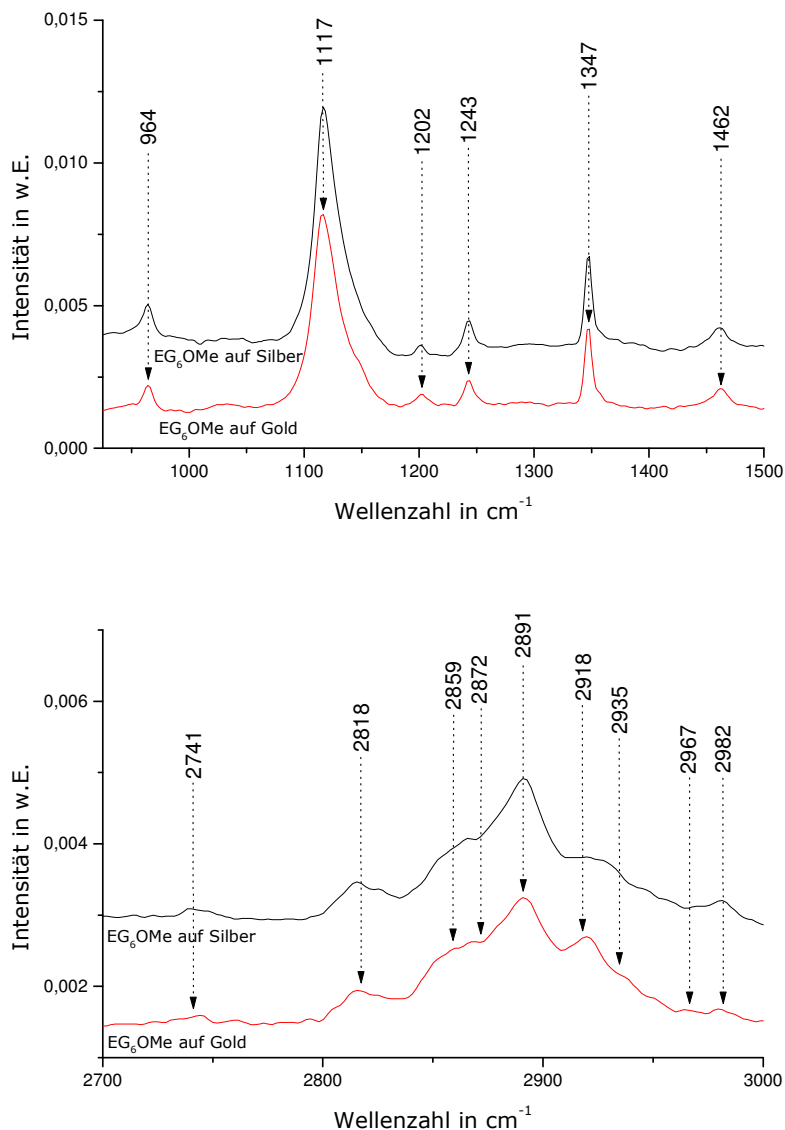 0,015
0,010
0,005
0,000
Intensität in w.E.
964
1117
1202
1243
1347
1462
EG₆OMe auf Silber
EG₆OMe auf Gold
1000 1100 1200 1300 1400 1500
Wellenzahl in cm⁻¹
0,006
0,004
0,002
Intensität in w.E.
2741
2818
2859
2872
2891
2918
2935
2967
2982
EG₆OMe auf Silber
EG₆OMe auf Gold
2700 2800 2900 3000
Wellenzahl in cm⁻¹